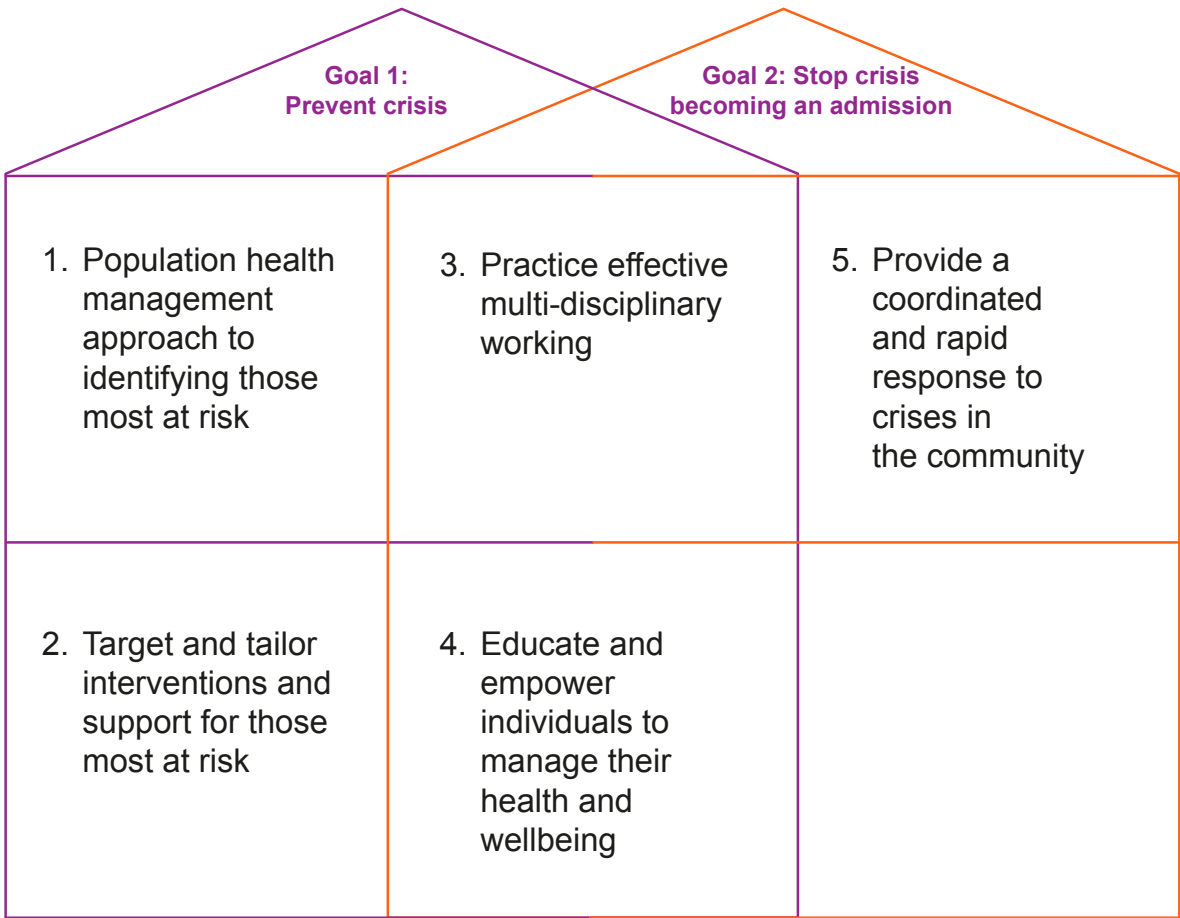 Goal 1:
Prevent crisis
Goal 2: Stop crisis
becoming an admission
1. Population health
management
approach to
identifying those
most at risk
3. Practice effective
multi-disciplinary
working
5. Provide a
coordinated
and rapid
response to
crises in
the community
2. Target and tailor
interventions and
support for those
most at risk
4. Educate and
empower
individuals to
manage their
health and
wellbeing